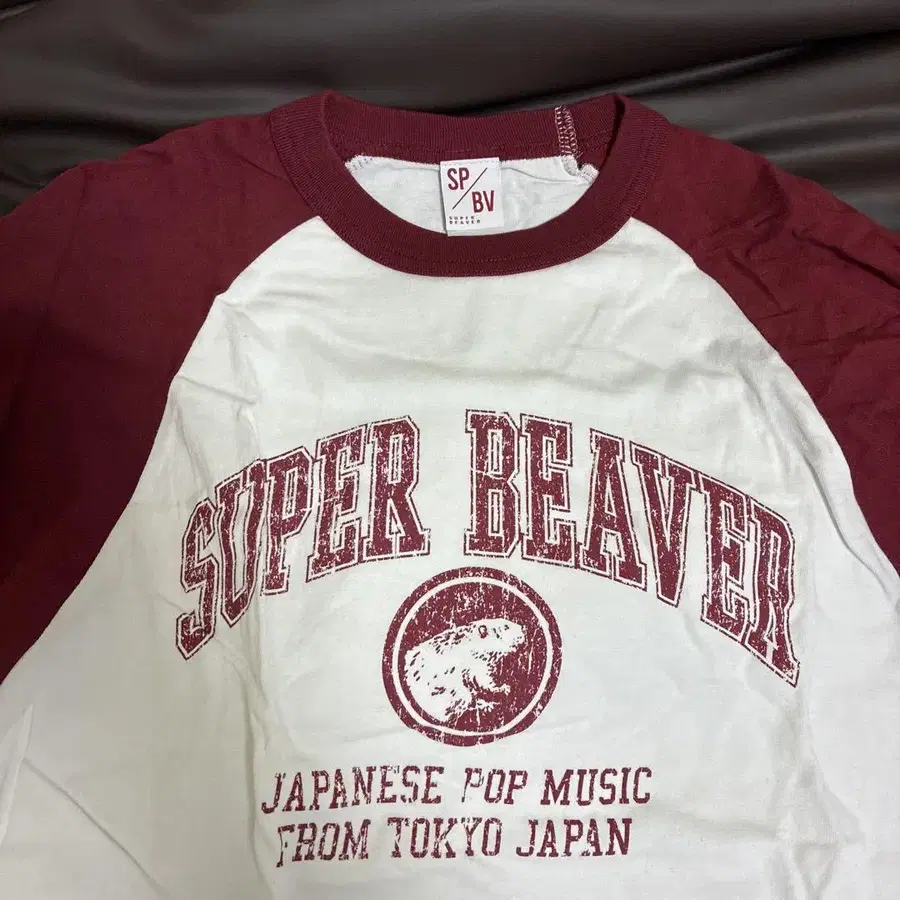 SP/
BV
SUPER
BEAVER
SUPER BEAVER
JAPANESE POP MUSIC
FROM TOKYO JAPAN